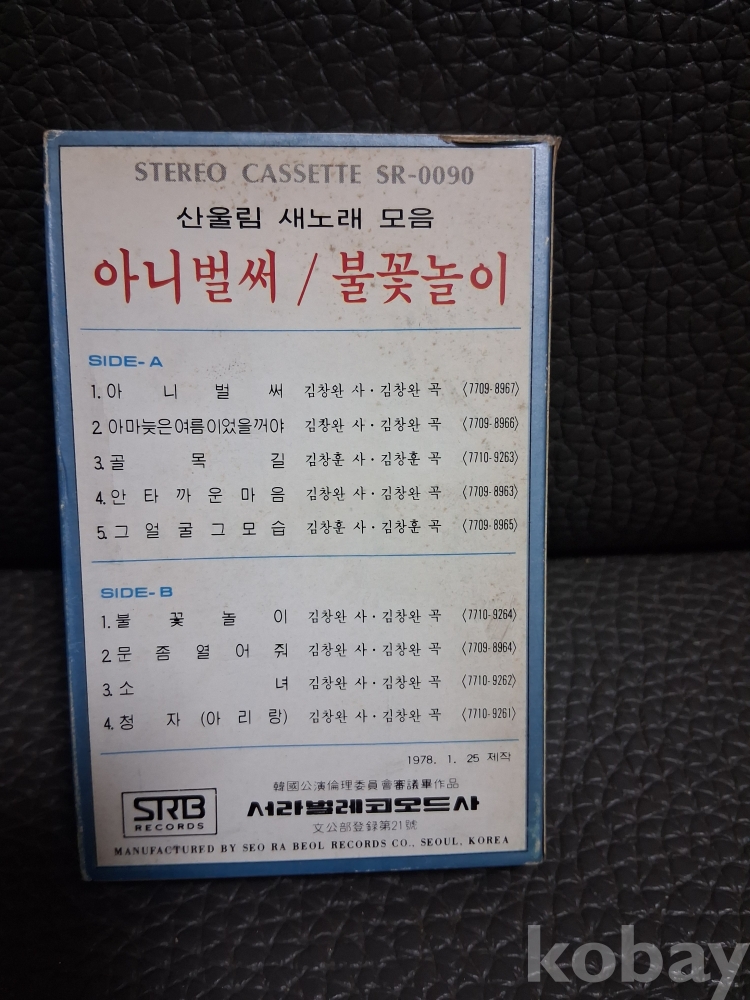 STEREO CASSETTE SR-0090
산울림 새노래 모음
아니벌써 / 불꽃놀이
SIDE-A
1. 아니벌써 김창완 사·김창완 곡 〈7709-8967〉
2. 아마늦은여름이었을꺼야 김창완 사·김창완 곡 〈7709-8966〉
3. 골목길 김창훈 사·김창훈 곡 〈7710-9263〉
4. 안타까운마음 김창완 사·김창완 곡 〈7709-8963〉
5. 그얼굴그모습 김창훈 사·김창훈 곡 〈7709-8965〉
SIDE-B
1. 불꽃놀이 김창완 사·김창완 곡 〈7710-9264〉
2. 문좀열어줘 김창완 사·김창완 곡 〈7709-8964〉
3. 소녀 김창완 사·김창완 곡 〈7710-9262〉
4. 청자(아리랑) 김창완 사·김창완 곡 〈7710-9261〉
1978. 1. 25 제작
韓國公演倫理委員會審議畢作品
SRB RECORDS 서라벌레코오드사
文公部登録第21號
MANUFACTURED BY SEO RA BEOL RECORDS CO., SEOUL, KOREA
kobay